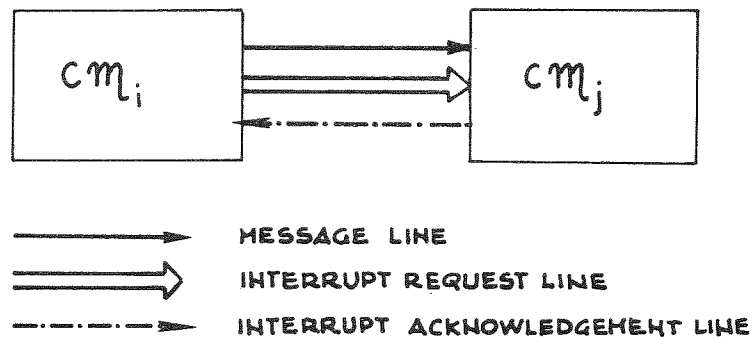 CM_i
CM_j
MESSAGE LINE
INTERRUPT REQUEST LINE
INTERRUPT ACKNOWLEDGEMENT LINE